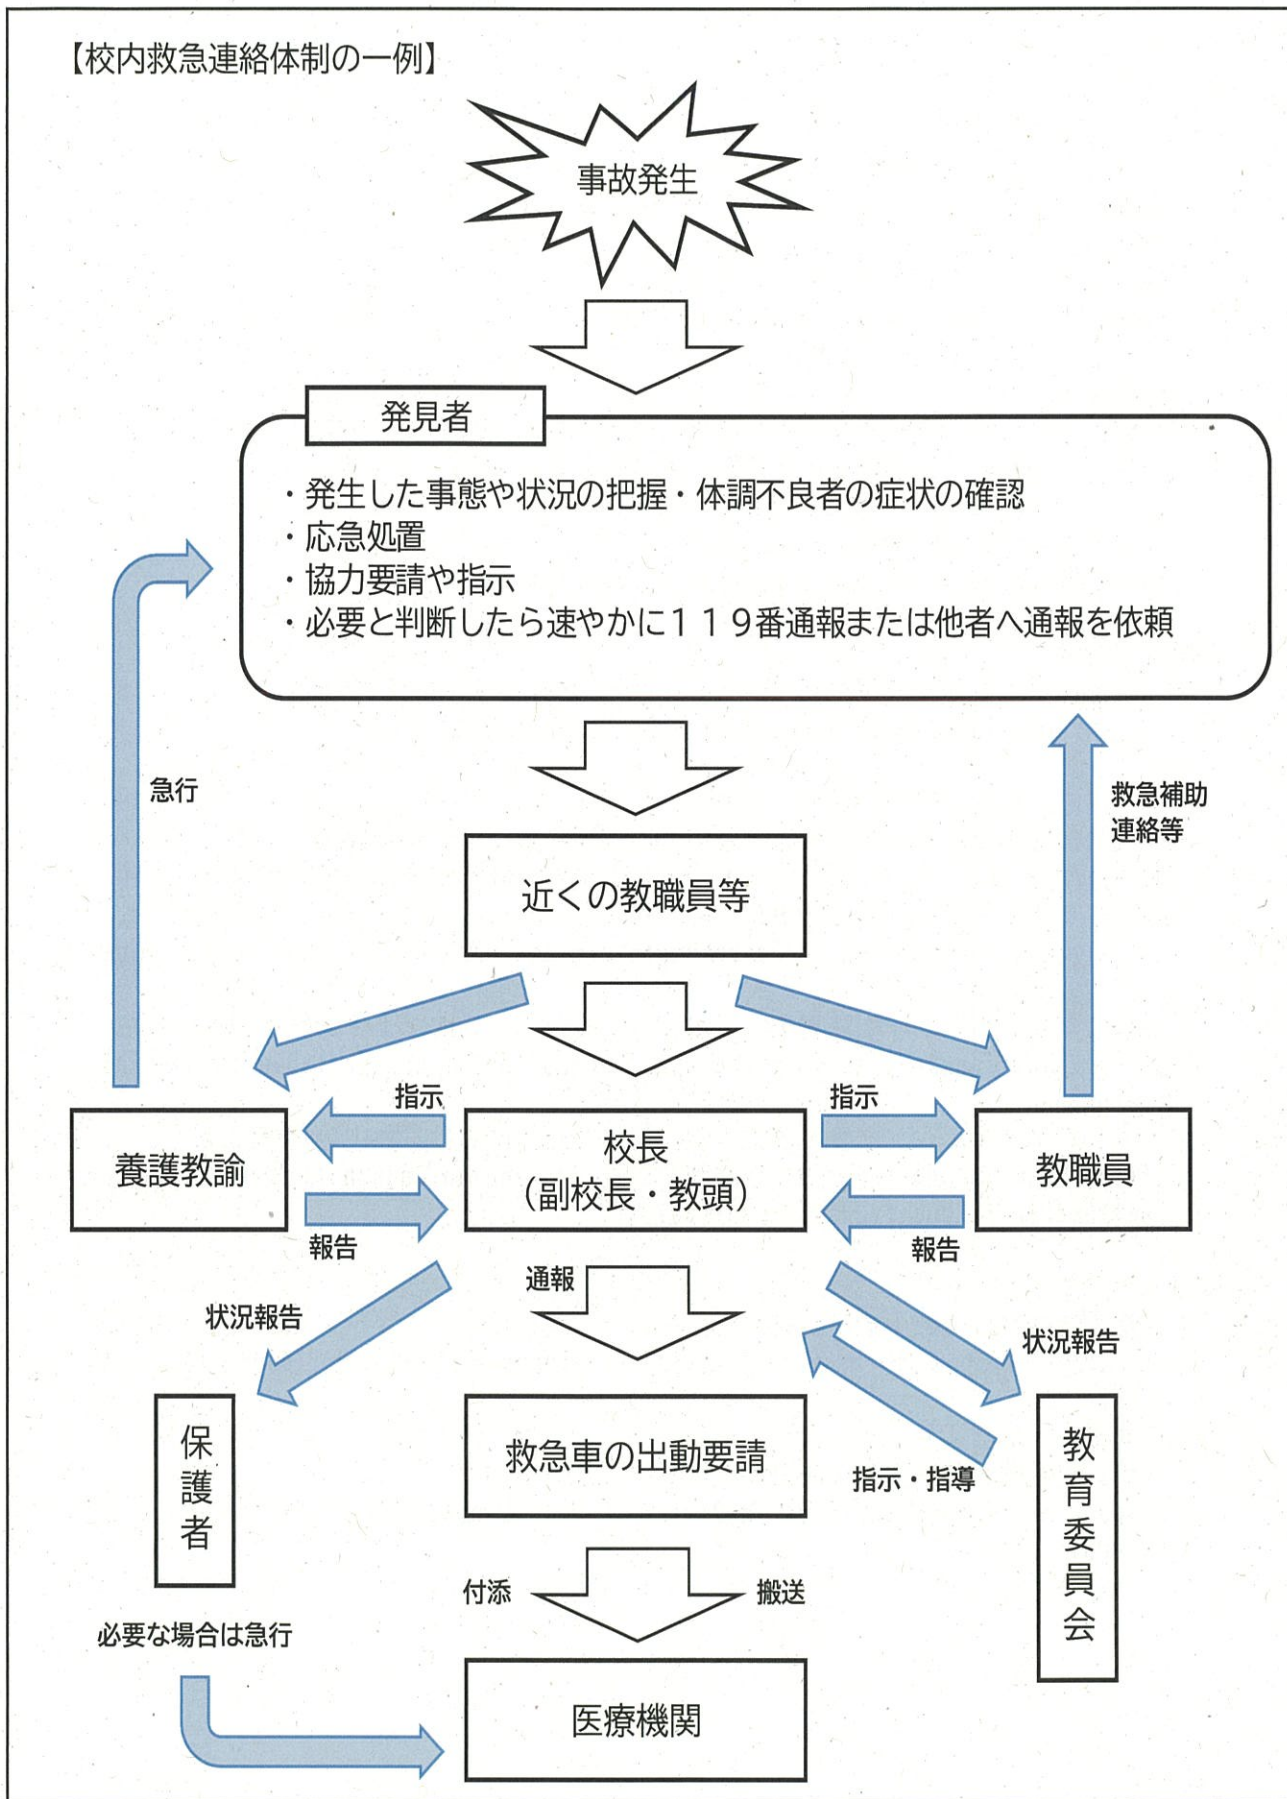 【校内救急連絡体制の一例】
事故発生
発見者
・発生した事態や状況の把握・体調不良者の症状の確認
・応急処置
・協力要請や指示
・必要と判断したら速やかに１１９番通報または他者へ通報を依頼
急行
救急補助
連絡等
近くの教職員等
指示
指示
養護教諭
校長
（副校長・教頭）
教職員
報告
報告
通報
状況報告
状況報告
保護者
救急車の出動要請
指示・指導
教育委員会
付添
搬送
必要な場合は急行
医療機関